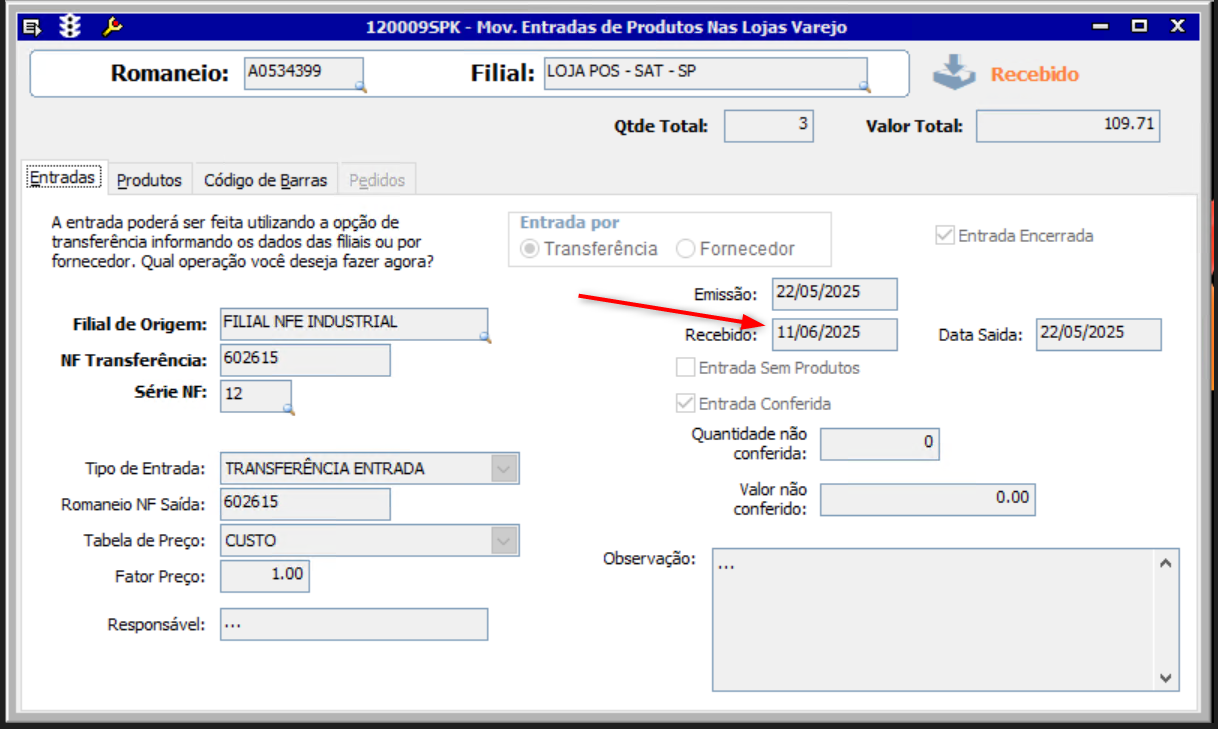 120009SPK - Mov. Entradas de Produtos Nas Lojas Varejo
Romaneio: A0534399 Filial: LOJA POS - SAT - SP Recebido
Qtde Total: 3 Valor Total: 109.71
Entradas Produtos Código de Barras Pedidos
A entrada poderá ser feita utilizando a opção de
transferência informando os dados das filiais ou por
fornecedor. Qual operação você deseja fazer agora?
Entrada por
Transferência Fornecedor
Entrada Encerrada
Emissão: 22/05/2025
Filial de Origem: FILIAL NFE INDUSTRIAL
Recebido: 11/06/2025 Data Saida: 22/05/2025
NF Transferência: 602615
Entrada Sem Produtos
Série NF: 12
Entrada Conferida
Quantidade não
conferida: 0
Tipo de Entrada: TRANSFERÊNCIA ENTRADA
Valor não
conferido: 0.00
Romaneio NF Saída: 602615
Tabela de Preço: CUSTO
Observação: ...
Fator Preço: 1.00
Responsável: ...